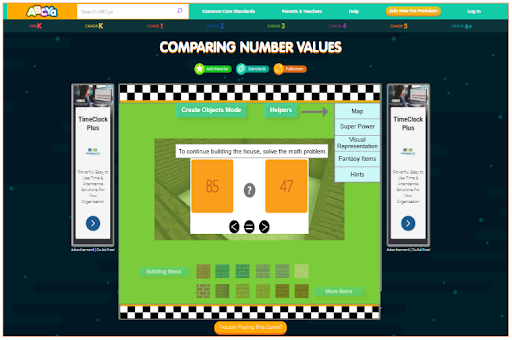 ABCya
Search ABCya
Common Core Standards
Parents & Teachers
Help
Join Now For Premium
Log In
PRE K
GRADE K
GRADE 1
GRADE 2
GRADE 3
GRADE 4
GRADE 5
GRADE 6+
COMPARING NUMBER VALUES
Add Favorite
Standards
Fullscreen
TimeClock
Plus
Powerful, Easy to
Use Time &
Attendance
Solutions For
Your
Organisation
Advertisement | Go Ad-Free!
Create Objects Mode
Helpers
Map
Super Power
Visual
Representation
Fantasy Items
Hints
To continue building the house, solve the math problem.
85
?
47
< = >
Building Items
More Items
TimeClock
Plus
Powerful, Easy to
Use Time &
Attendance
Solutions For
Your
Organisation
Advertisement | Go Ad-Free!
Trouble Playing This Game?